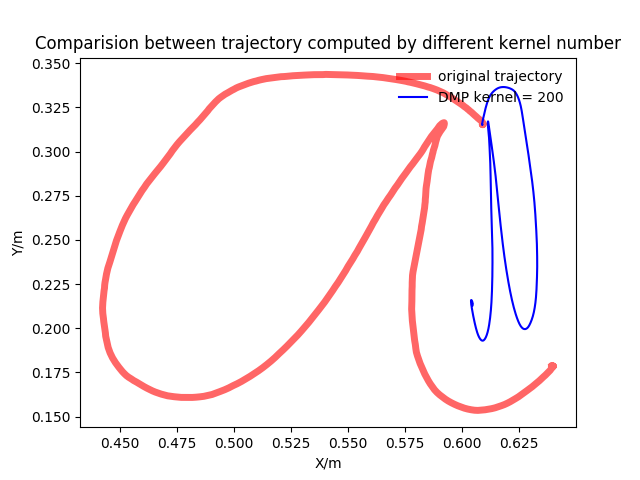 Comparision between trajectory computed by different kernel number
original trajectory
DMP kernel = 200
Y/m
0.350
0.325
0.300
0.275
0.250
0.225
0.200
0.175
0.150
0.450 0.475 0.500 0.525 0.550 0.575 0.600 0.625
X/m